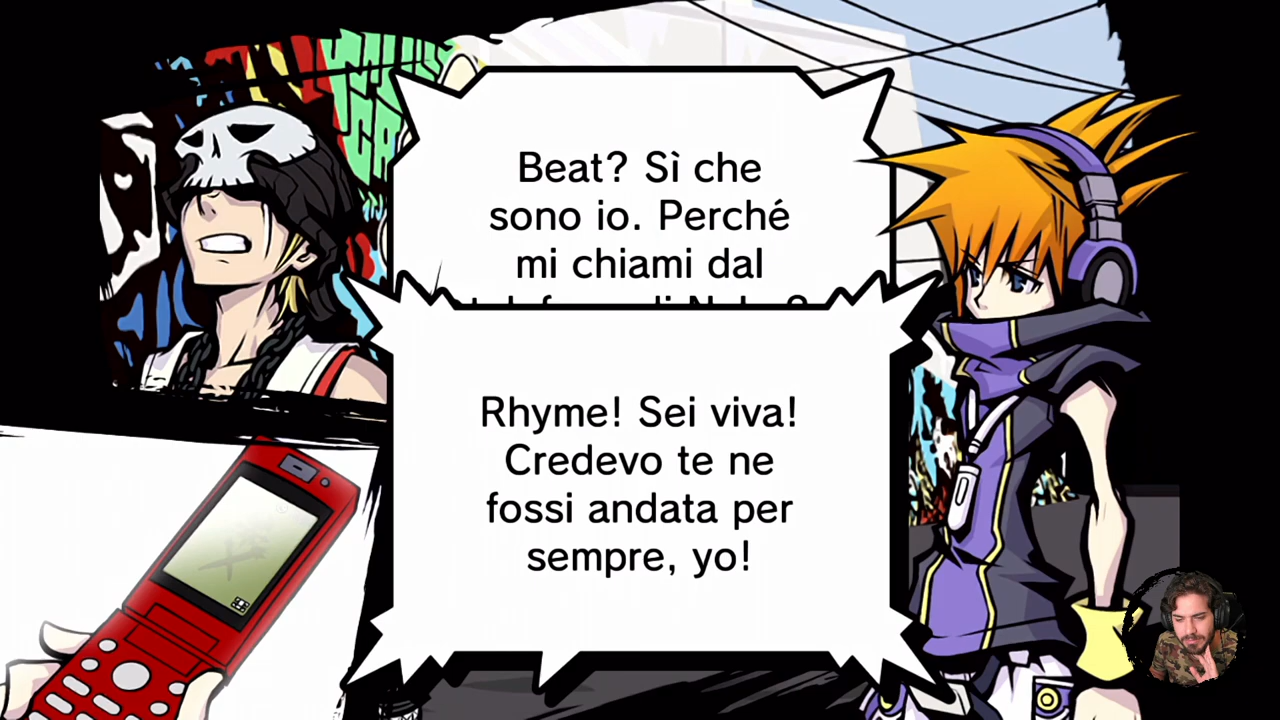 Beat? Sì che
sono io. Perché
mi chiami dal
Rhyme! Sei viva!
Credevo te ne
fossi andata per
sempre, yo!